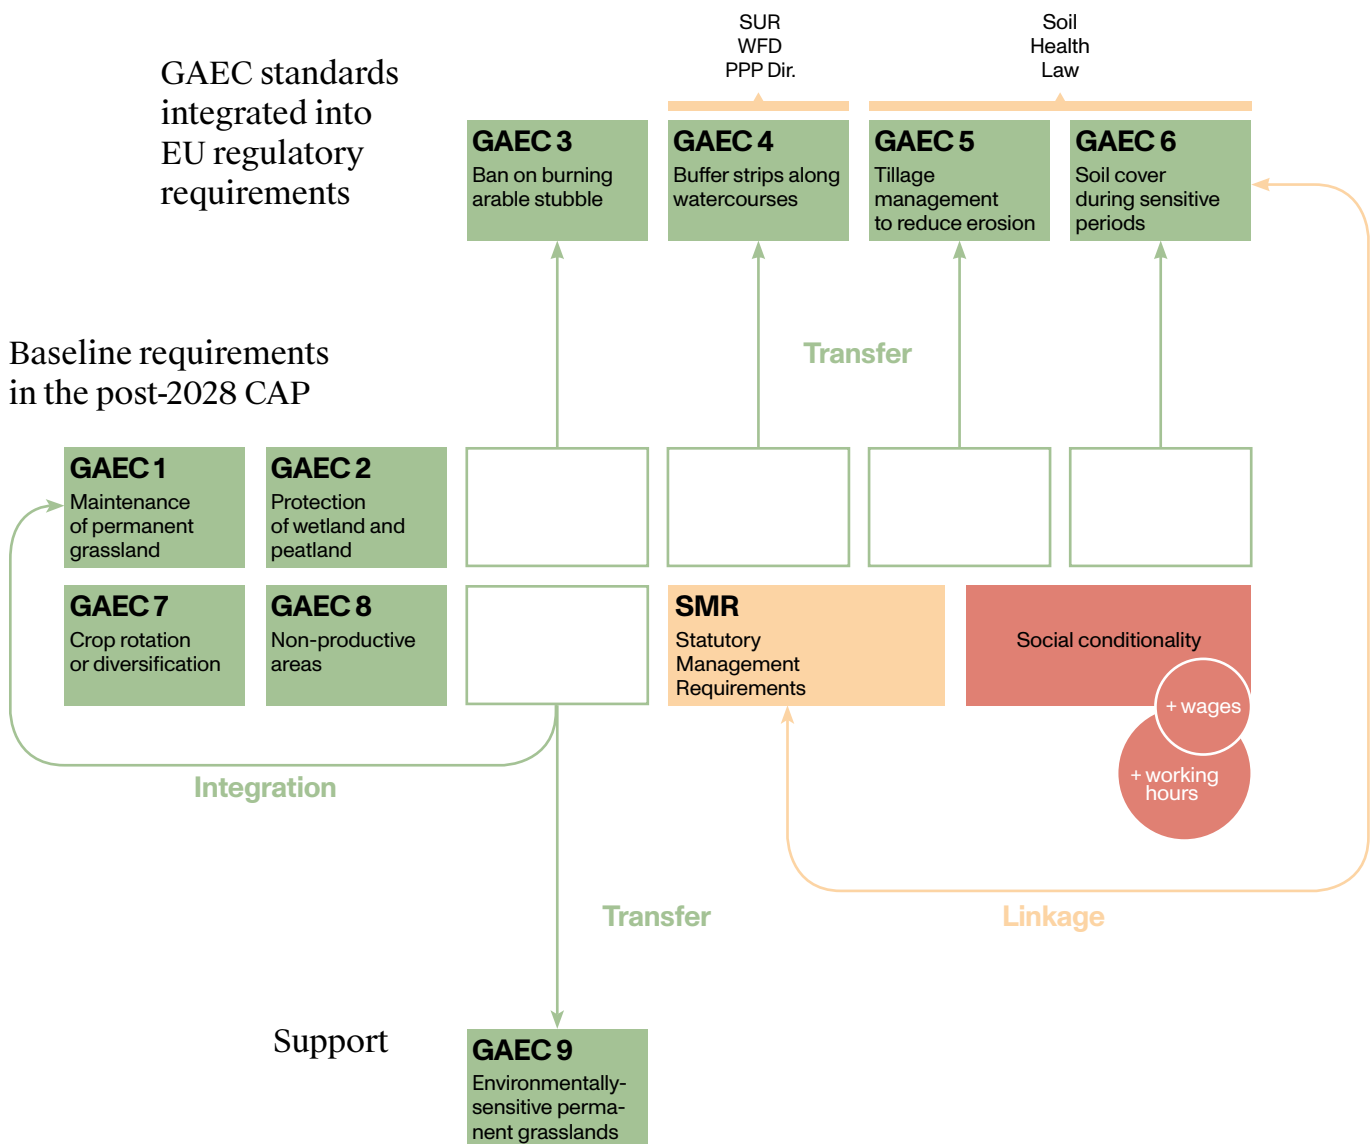 SUR
WFD
PPP Dir.
Soil
Health
Law
GAEC standards
integrated into
EU regulatory
requirements
GAEC 3
Ban on burning
arable stubble
GAEC 4
Buffer strips along
watercourses
GAEC 5
Tillage
management
to reduce erosion
GAEC 6
Soil cover
during sensitive
periods
Transfer
Baseline requirements
in the post-2028 CAP
GAEC 1
Maintenance
of permanent
grassland
GAEC 2
Protection
of wetland and
peatland
GAEC 7
Crop rotation
or diversification
GAEC 8
Non-productive
areas
SMR
Statutory
Management
Requirements
Social conditionality
+ wages
+ working
hours
Integration
Transfer
Linkage
Support
GAEC 9
Environmentally-
sensitive perma-
nent grasslands